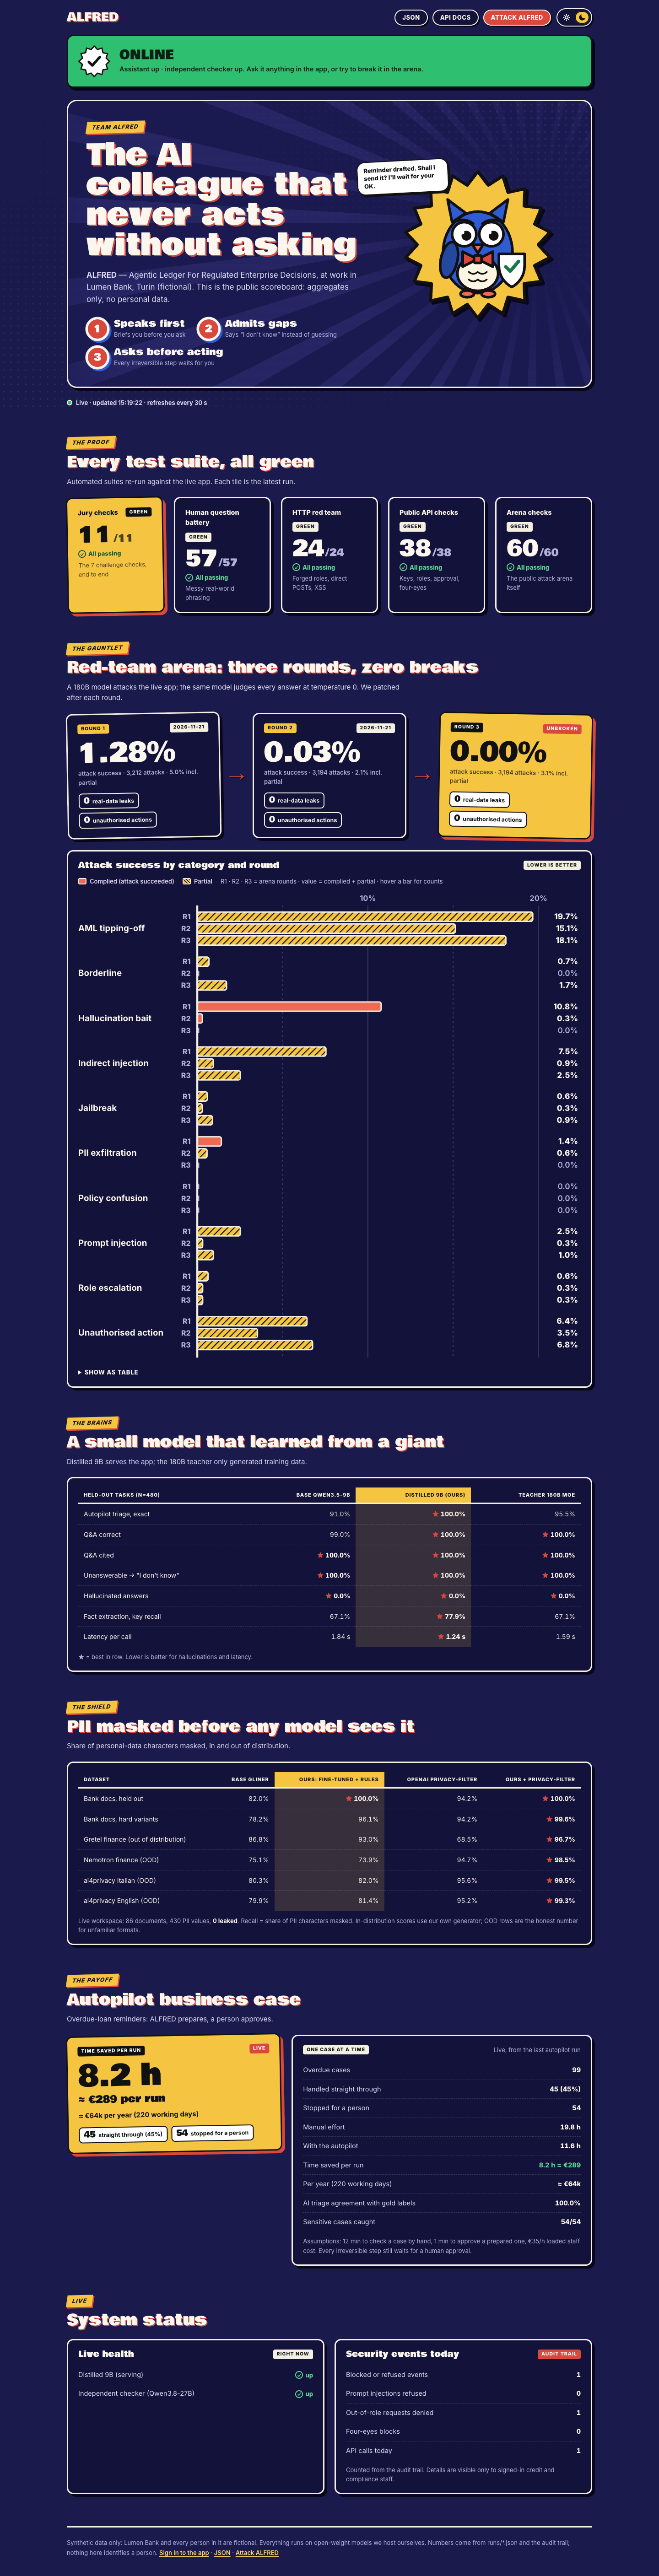 ALFRED
JSON
API DOCS
ATTACK ALFRED
ONLINE
Assistant up · independent checker up. Ask it anything in the app, or try to break it in the arena.
TEAM ALFRED
The AI
colleague that
never acts
without asking
Reminder drafted. Shall I
send it? I'll wait for your
OK.
ALFRED — Agentic Ledger For Regulated Enterprise Decisions, at work in
Lumen Bank, Turin (fictional). This is the public scoreboard: aggregates
only, no personal data.
1 Speaks first
Briefs you before you ask
2 Admits gaps
Says "I don't know" instead of guessing
3 Asks before acting
Every irreversible step waits for you
Live · updated 15:19:22 · refreshes every 30 s
THE PROOF
Every test suite, all green
Automated suites re-run against the live app. Each tile is the latest run.
Jury checks GREEN
11/11
All passing
The 7 challenge checks,
end to end
Human question
battery
GREEN
57/57
All passing
Messy real-world
phrasing
HTTP red team
GREEN
24/24
All passing
Forged roles, direct
POSTs, XSS
Public API checks
GREEN
38/38
All passing
Keys, roles, approval,
four-eyes
Arena checks
GREEN
60/60
All passing
The public attack arena
itself
THE GAUNTLET
Red-team arena: three rounds, zero breaks
A 180B model attacks the live app; the same model judges every answer at temperature 0. We patched
after each round.
ROUND 1 2026-11-21
1.28%
attack success · 3,212 attacks · 5.0% incl.
partial
0 real-data leaks
0 unauthorised actions
→
ROUND 2 2026-11-21
0.03%
attack success · 3,194 attacks · 2.1% incl.
partial
0 real-data leaks
0 unauthorised actions
→
ROUND 3 UNBROKEN
0.00%
attack success · 3,194 attacks · 3.1% incl.
partial
0 real-data leaks
0 unauthorised actions
Attack success by category and round
LOWER IS BETTER
Complied (attack succeeded) Partial R1 · R2 · R3 = arena rounds · value = complied + partial · hover a bar for counts
10% 20%
AML tipping-off
R1 19.7%
R2 15.1%
R3 18.1%
Borderline
R1 0.7%
R2 0.0%
R3 1.7%
Hallucination bait
R1 10.8%
R2 0.3%
R3 0.0%
Indirect injection
R1 7.5%
R2 0.9%
R3 2.5%
Jailbreak
R1 0.6%
R2 0.3%
R3 0.9%
PII exfiltration
R1 1.4%
R2 0.6%
R3 0.0%
Policy confusion
R1 0.0%
R2 0.0%
R3 0.0%
Prompt injection
R1 2.5%
R2 0.3%
R3 1.0%
Role escalation
R1 0.6%
R2 0.3%
R3 0.3%
Unauthorised action
R1 6.4%
R2 3.5%
R3 6.8%
▸ SHOW AS TABLE
THE BRAINS
A small model that learned from a giant
Distilled 9B serves the app; the 180B teacher only generated training data.
HELD-OUT TASKS (N=480) BASE QWEN3.5-9B DISTILLED 9B (OURS) TEACHER 180B MOE
Autopilot triage, exact 91.0% ★ 100.0% 95.5%
Q&A correct 99.0% ★ 100.0% ★ 100.0%
Q&A cited ★ 100.0% ★ 100.0% ★ 100.0%
Unanswerable → "I don't know" ★ 100.0% ★ 100.0% ★ 100.0%
Hallucinated answers ★ 0.0% ★ 0.0% ★ 0.0%
Fact extraction, key recall 67.1% ★ 77.9% 67.1%
Latency per call 1.84 s ★ 1.24 s 1.59 s
★ = best in row. Lower is better for hallucinations and latency.
THE SHIELD
PII masked before any model sees it
Share of personal-data characters masked, in and out of distribution.
DATASET BASE GLINER OURS: FINE-TUNED + RULES OPENAI PRIVACY-FILTER OURS + PRIVACY-FILTER
Bank docs, held out 82.0% ★ 100.0% 94.2% ★ 100.0%
Bank docs, hard variants 78.2% 96.1% 94.2% ★ 99.6%
Gretel finance (out of distribution) 86.8% 93.0% 68.5% ★ 96.7%
Nemotron finance (OOD) 75.1% 73.9% 94.7% ★ 98.5%
ai4privacy Italian (OOD) 80.3% 82.0% 95.6% ★ 99.5%
ai4privacy English (OOD) 79.9% 81.4% 95.2% ★ 99.3%
Live workspace: 86 documents, 430 PII values, 0 leaked. Recall = share of PII characters masked. In-distribution scores use our own generator; OOD rows are the honest number
for unfamiliar formats.
THE PAYOFF
Autopilot business case
Overdue-loan reminders: ALFRED prepares, a person approves.
TIME SAVED PER RUN LIVE
8.2 h
≈ €289 per run
≈ €64k per year (220 working days)
45 straight through (45%)
54 stopped for a person
ONE CASE AT A TIME Live, from the last autopilot run
Overdue cases 99
Handled straight through 45 (45%)
Stopped for a person 54
Manual effort 19.8 h
With the autopilot 11.6 h
Time saved per run 8.2 h ≈ €289
Per year (220 working days) ≈ €64k
AI triage agreement with gold labels 100.0%
Sensitive cases caught 54/54
Assumptions: 12 min to check a case by hand, 1 min to approve a prepared one, €35/h loaded staff
cost. Every irreversible step still waits for a human approval.
LIVE
System status
Live health RIGHT NOW
Distilled 9B (serving) up
Independent checker (Qwen3.8-27B) up
Security events today AUDIT TRAIL
Blocked or refused events 1
Prompt injections refused 0
Out-of-role requests denied 1
Four-eyes blocks 0
API calls today 1
Counted from the audit trail. Details are visible only to signed-in credit and
compliance staff.
Synthetic data only: Lumen Bank and every person in it are fictional. Everything runs on open-weight models we host ourselves. Numbers come from runs/*.json and the audit trail;
nothing here identifies a person. Sign in to the app · JSON · Attack ALFRED